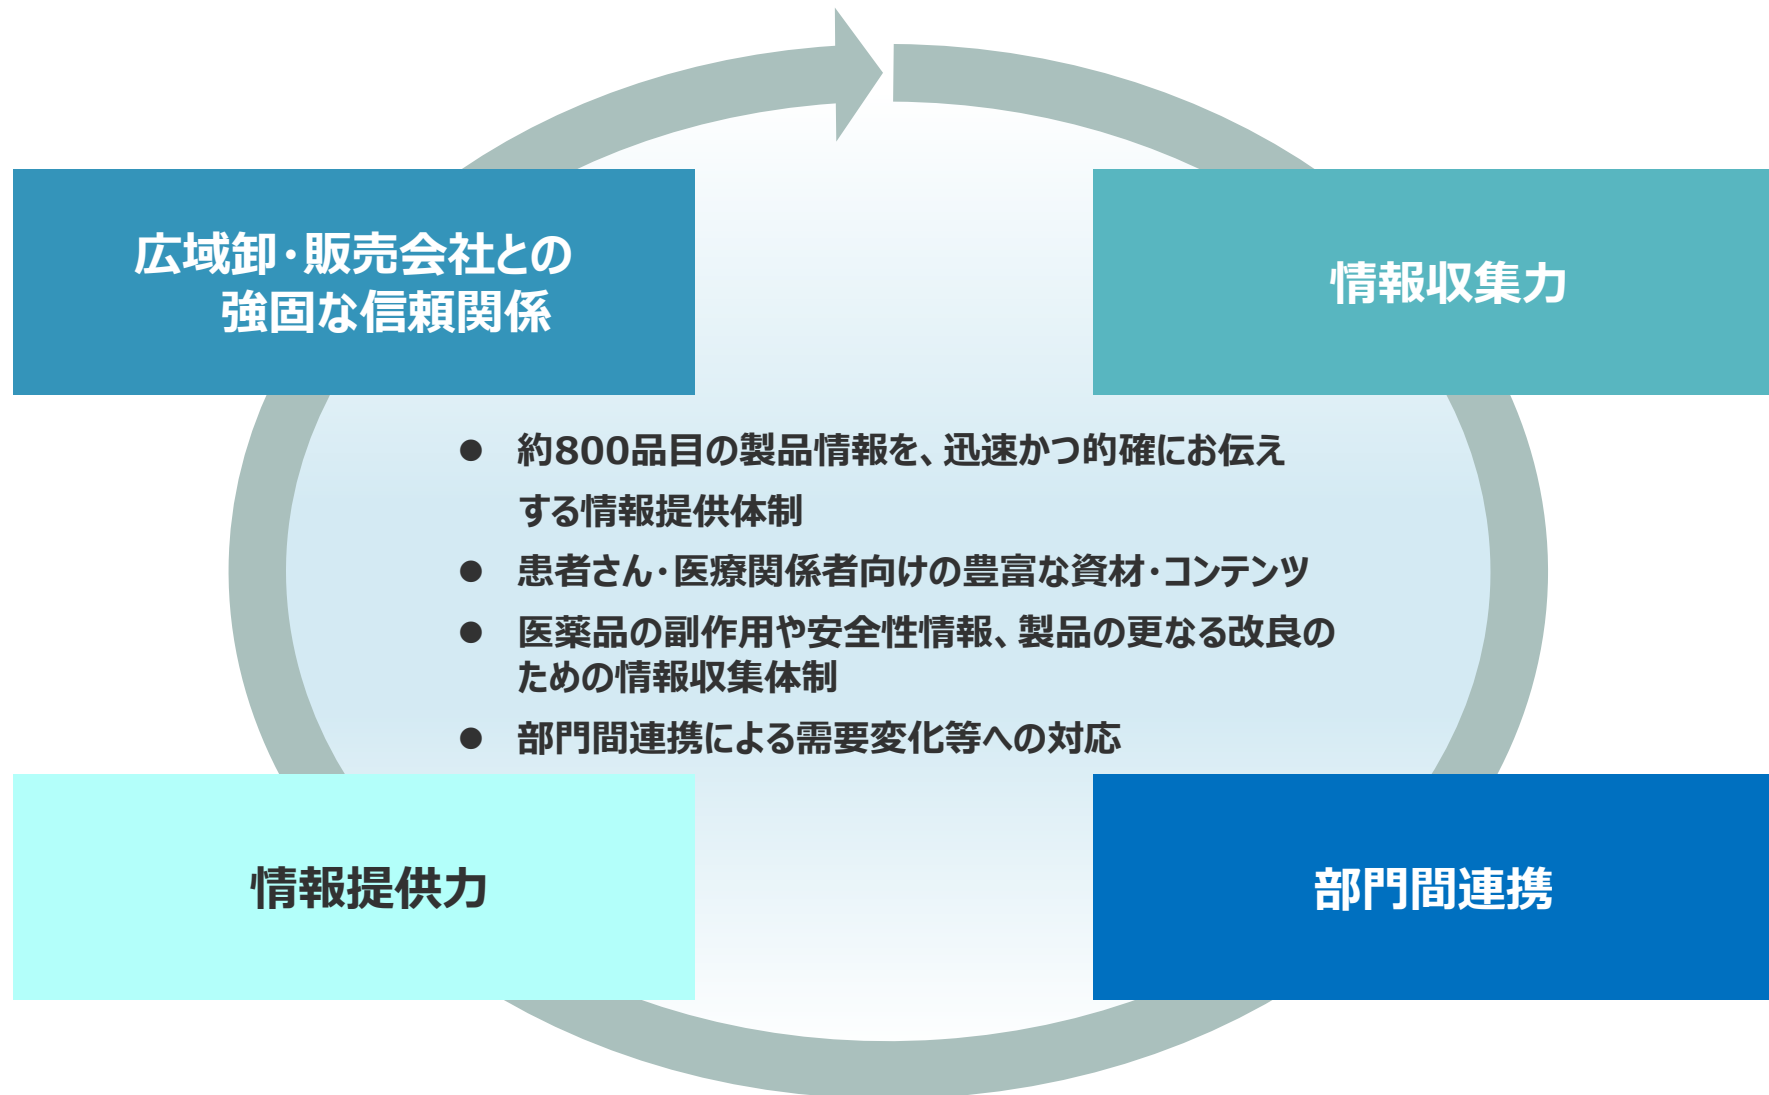 広域卸・販売会社との
強固な信頼関係
情報収集力
● 約800品目の製品情報を、迅速かつ的確にお伝え
する情報提供体制
● 患者さん・医療関係者向けの豊富な資材・コンテンツ
● 医薬品の副作用や安全性情報、製品の更なる改良の
ための情報収集体制
● 部門間連携による需要変化等への対応
情報提供力
部門間連携